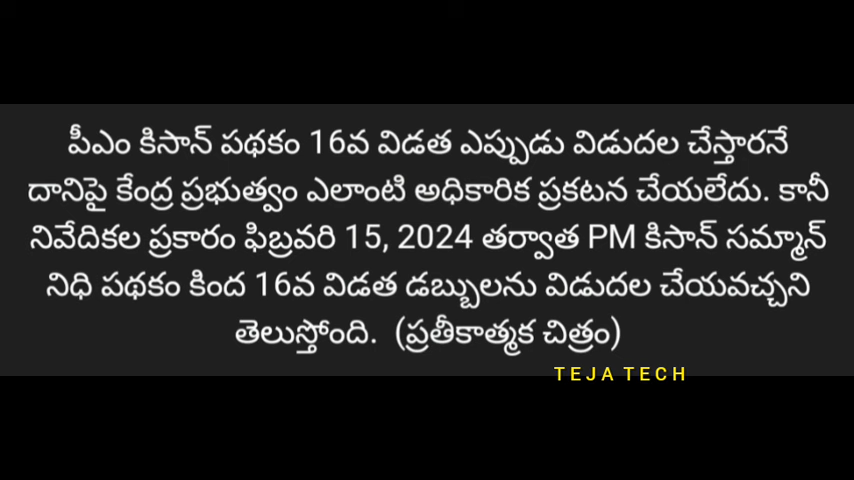 పీఎం కిసాన్ పథకం 16వ విడత ఎప్పుడు విడుదల చేస్తారనే
దానిపై కేంద్ర ప్రభుత్వం ఎలాంటి అధికారిక ప్రకటన చేయలేదు. కానీ
నివేదికల ప్రకారం ఫిబ్రవరి 15, 2024 తర్వాత PM కిసాన్ సమ్మాన్
నిధి పథకం కింద 16వ విడత డబ్బులను విడుదల చేయవచ్చని
తెలుస్తోంది. (ప్రతీకాత్మక చిత్రం)
TEJA TECH